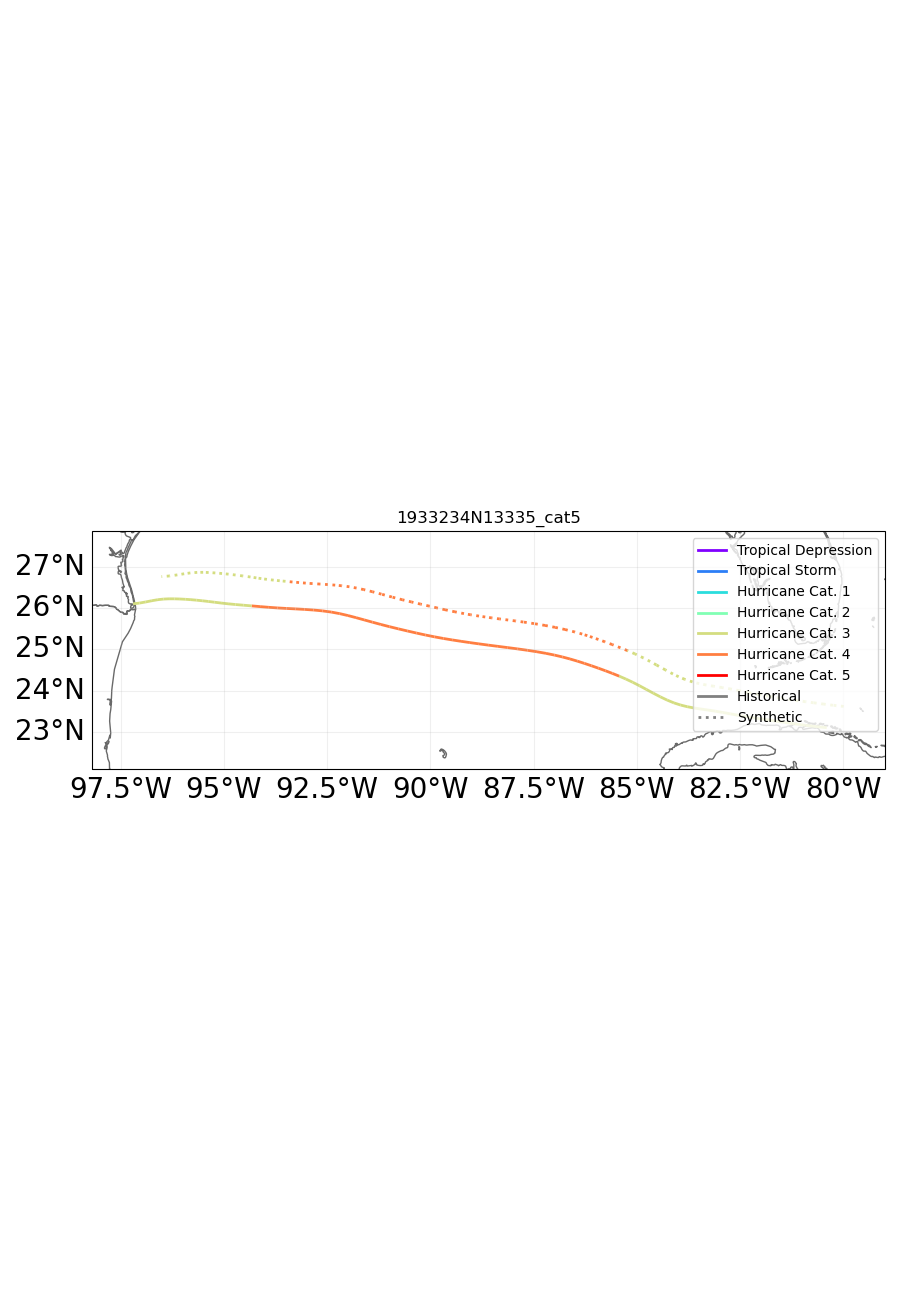 1933234N13335_cat5
27°N
26°N
25°N
24°N
23°N
97.5°W 95°W 92.5°W 90°W 87.5°W 85°W 82.5°W 80°W
Tropical Depression
Tropical Storm
Hurricane Cat. 1
Hurricane Cat. 2
Hurricane Cat. 3
Hurricane Cat. 4
Hurricane Cat. 5
Historical
Synthetic